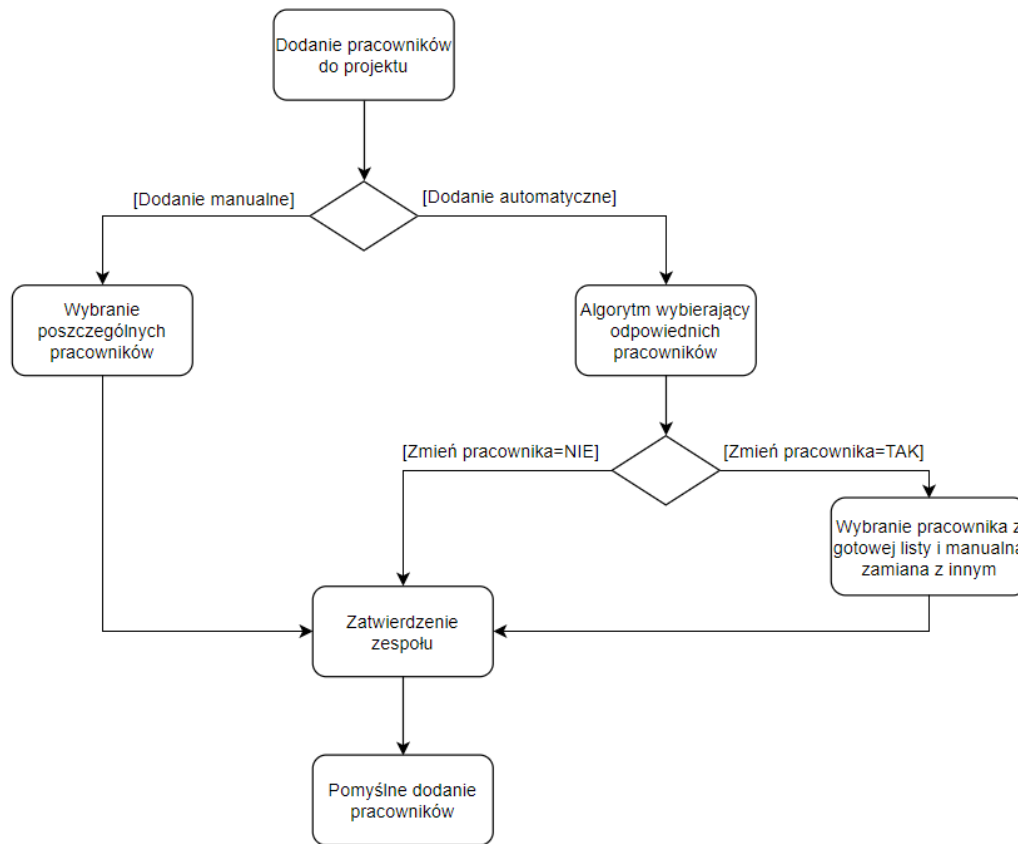 Dodanie pracowników
do projektu
[Dodanie manualne]
[Dodanie automatyczne]
Wybranie
poszczególnych
pracowników
Algorytm wybierający
odpowiednich
pracowników
[Zmień pracownika=NIE]
[Zmień pracownika=TAK]
Wybranie pracownika z
gotowej listy i manualna
zamiana z innym
Zatwierdzenie
zespołu
Pomyślne dodanie
pracowników